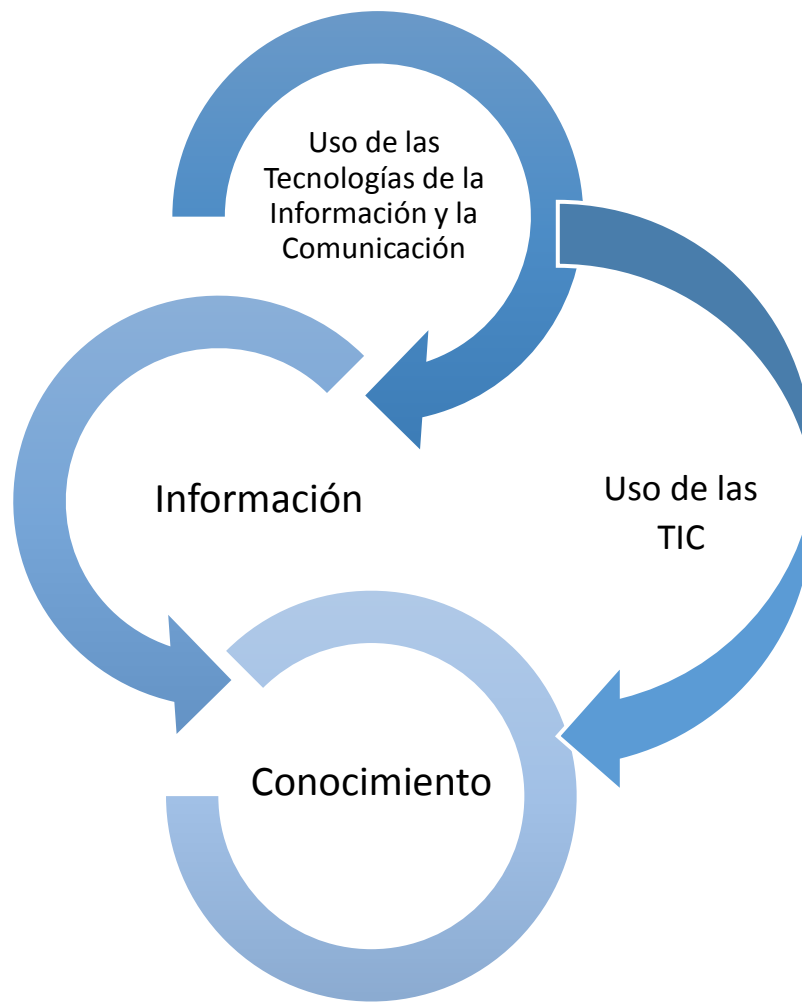 Uso de las
Tecnologías de la
Información y la
Comunicación
Información
Uso de las
TIC
Conocimiento